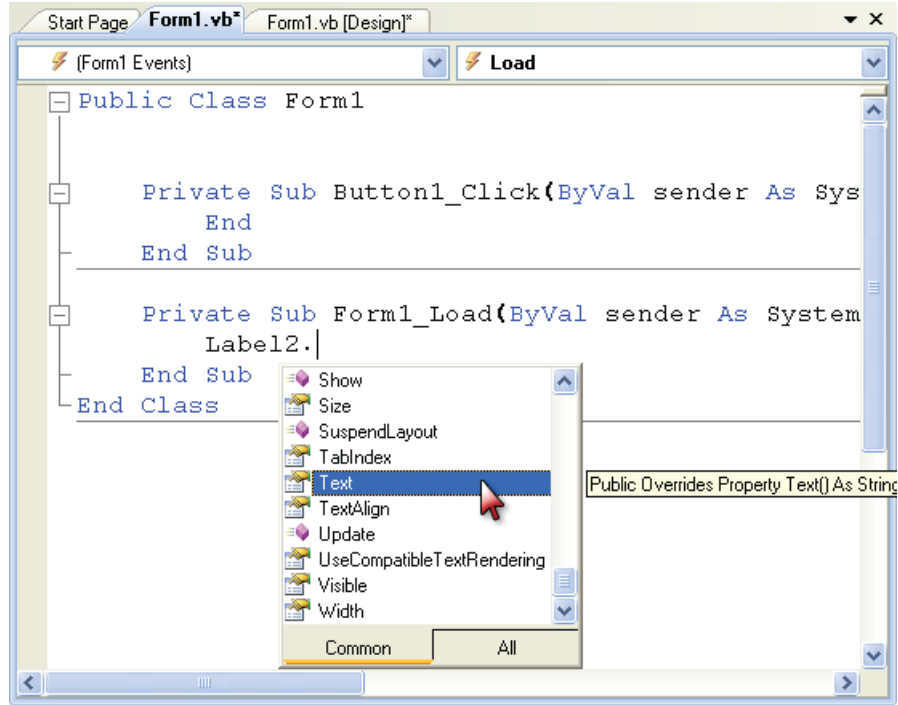 Start Page Form1.vb* Form1.vb [Design]*
(Form1 Events) Load
Public Class Form1
Private Sub Button1_Click(ByVal sender As Sys
End
End Sub
Private Sub Form1_Load(ByVal sender As System
Label2.
End Sub
End Class
Show
Size
SuspendLayout
TabIndex
Text
Public Overrides Property Text() As String
TextAlign
Update
UseCompatibleTextRendering
Visible
Width
Common All